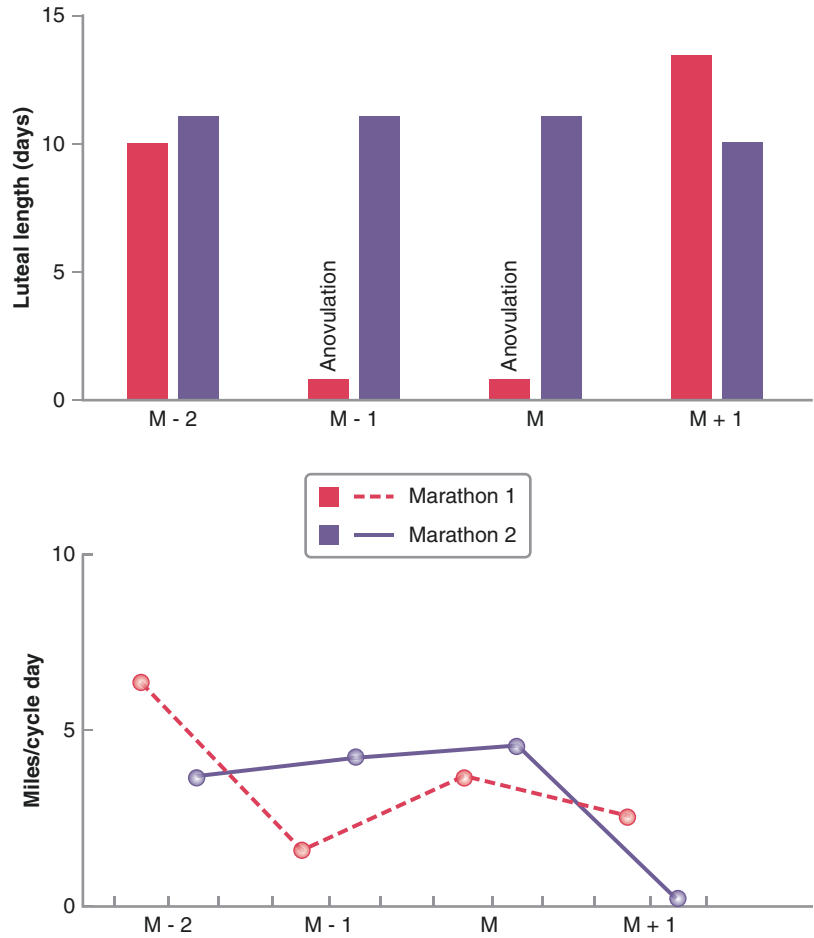 15
10
5
0
Luteal length (days)
Anovulation
Anovulation
M - 2
M - 1
M
M + 1
Marathon 1
Marathon 2
10
5
0
Miles/cycle day
M - 2
M - 1
M
M + 1